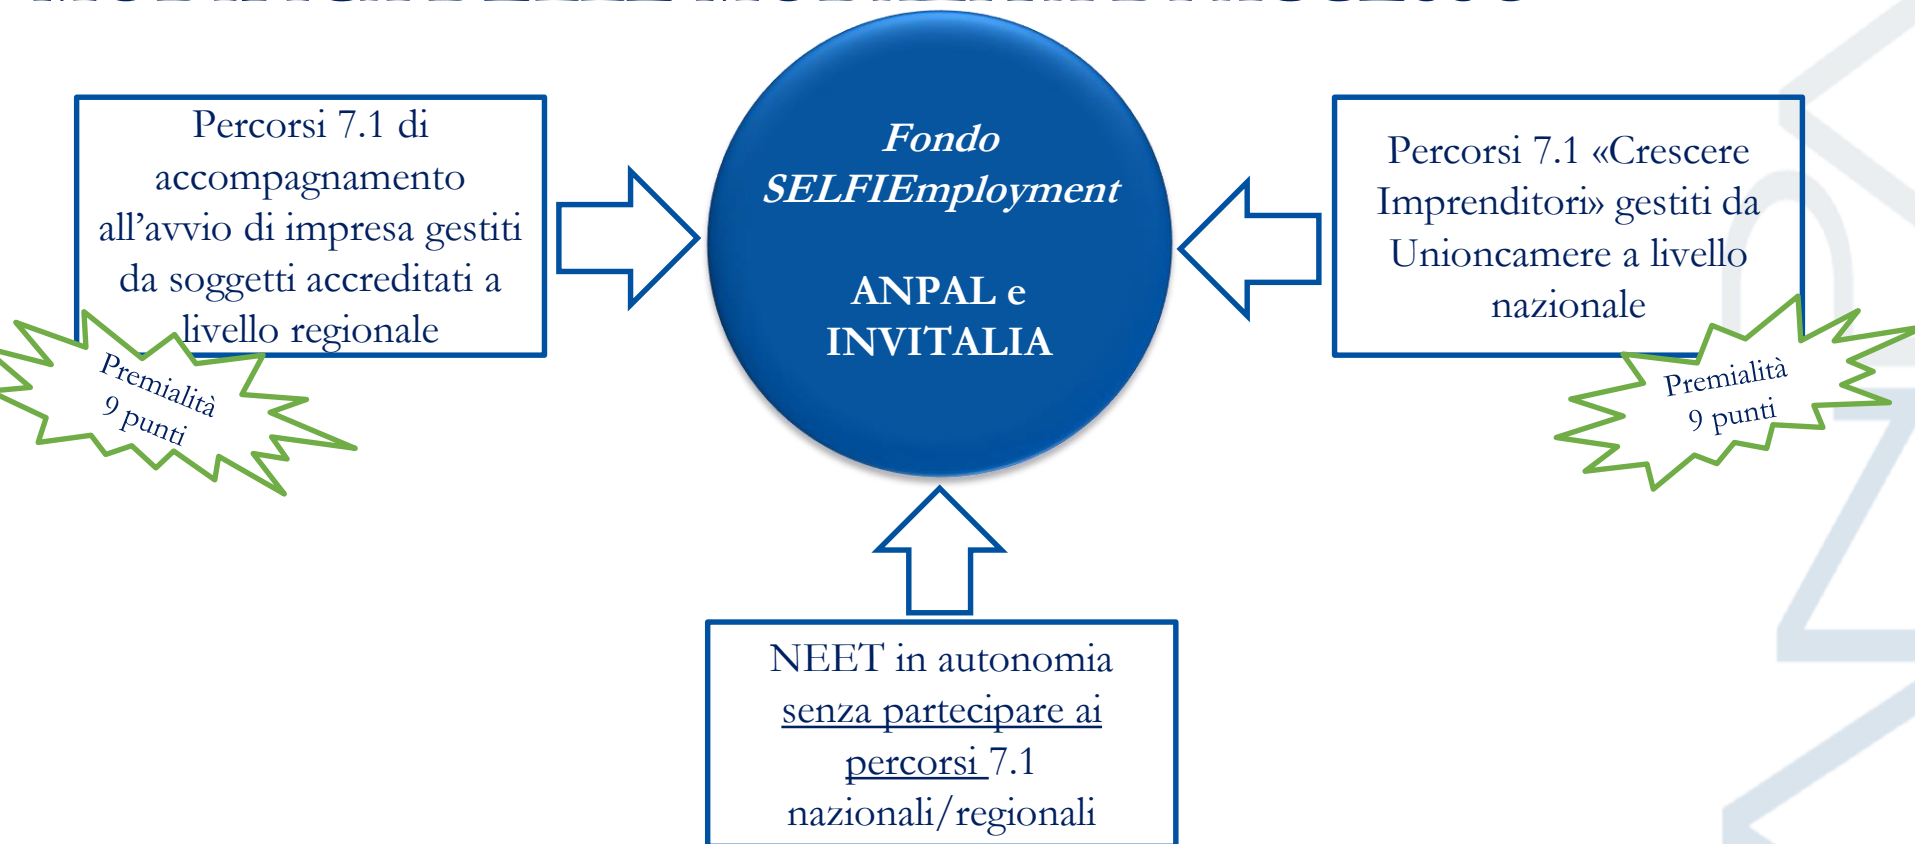 Percorsi 7.1 di
accompagnamento
all’avvio di impresa gestiti
da soggetti accreditati a
livello regionale
Premialità
9 punti
Fondo
SELFIEmployment
ANPAL e
INVITALIA
Percorsi 7.1 «Crescere
Imprenditori» gestiti da
Unioncamere a livello
nazionale
Premialità
9 punti
NEET in autonomia
senza partecipare ai
percorsi 7.1
nazionali/regionali